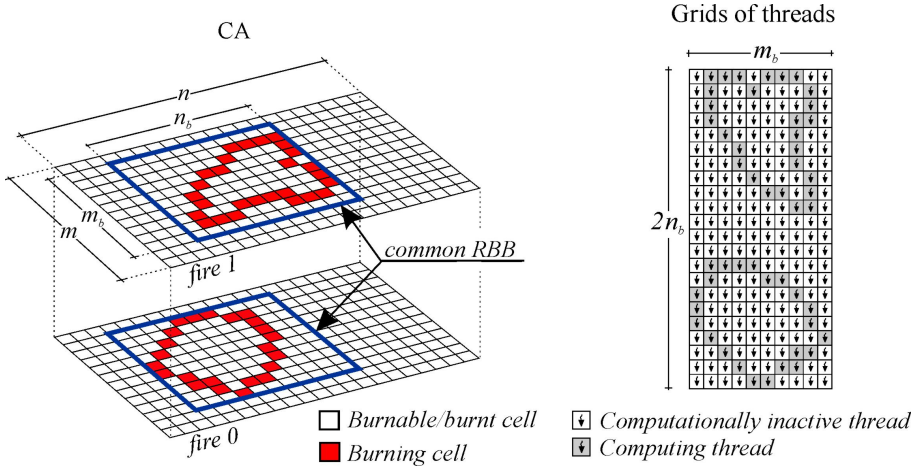 CA
Grids of threads
n
n_b
m_b
m
m_b
2n_b
fire 1
common RBB
fire 0
Burnable/burnt cell
Burning cell
Computationally inactive thread
Computing thread